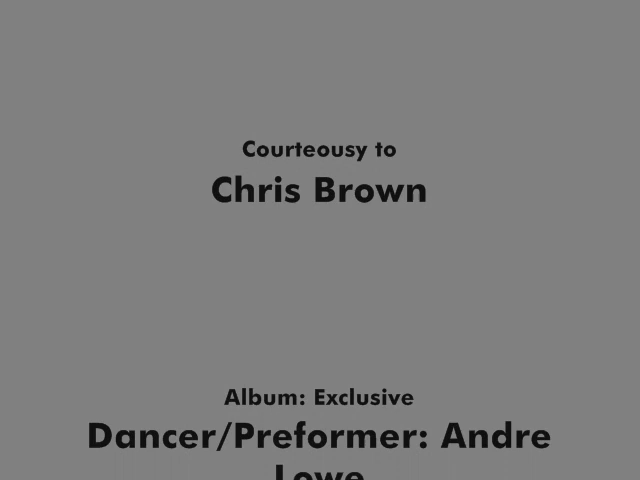 Courteousy to
Chris Brown
Album: Exclusive
Dancer/Preformer: Andre
Lowe